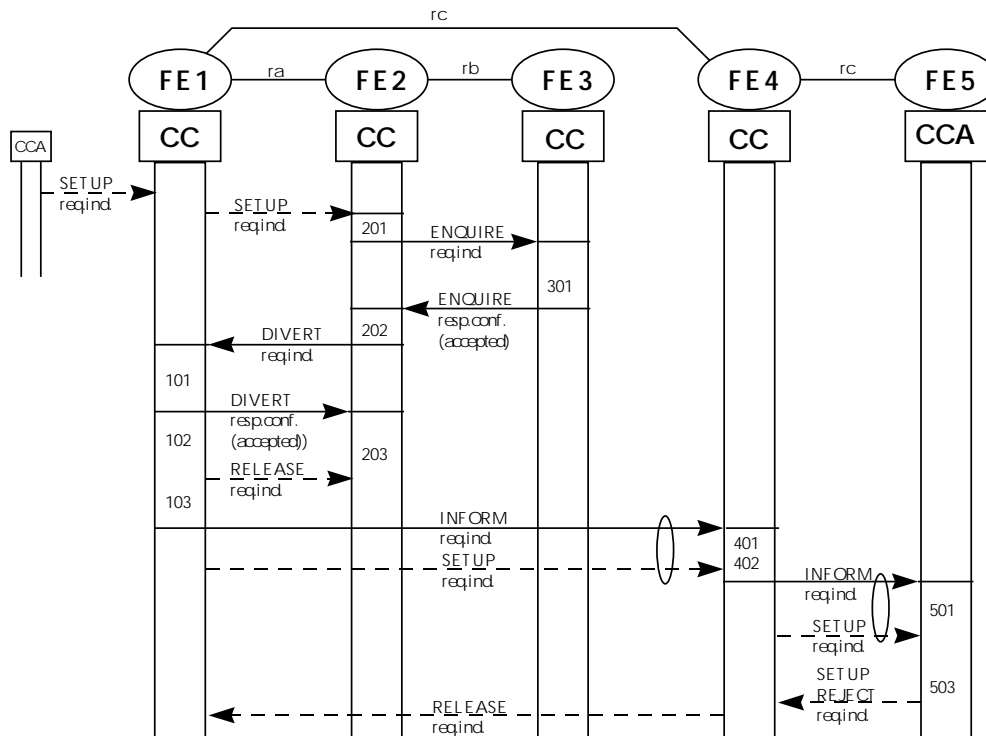 rc
FE1
ra
FE2
rb
FE3
FE4
rc
FE5
CCA
CC
CC
CC
CC
CCA
SETUP
req.ind.
SETUP
req.ind.
201
ENQUIRE
req.ind.
301
ENQUIRE
resp.conf.
(accepted)
202
DIVERT
req.ind.
101
DIVERT
resp.conf.
(accepted))
102
203
RELEASE
req.ind.
103
INFORM
req.ind.
401
SETUP
req.ind.
402
INFORM
req.ind.
501
SETUP
req.ind.
SETUP
REJECT
req.ind.
503
RELEASE
req.ind.